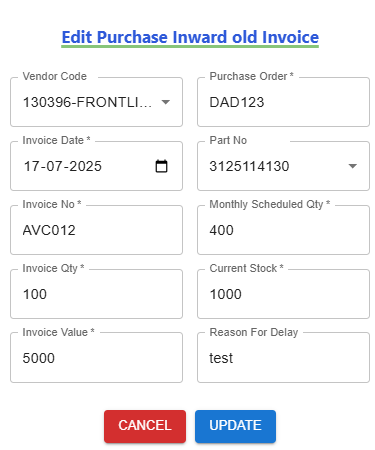 Edit Purchase Inward old Invoice
Vendor Code
Purchase Order *
130396-FRONTLI...
DAD123
Invoice Date *
Part No
17-07-2025
3125114130
Invoice No *
Monthly Scheduled Qty *
AVC012
400
Invoice Qty *
Current Stock *
100
1000
Invoice Value *
Reason For Delay
5000
test
CANCEL
UPDATE